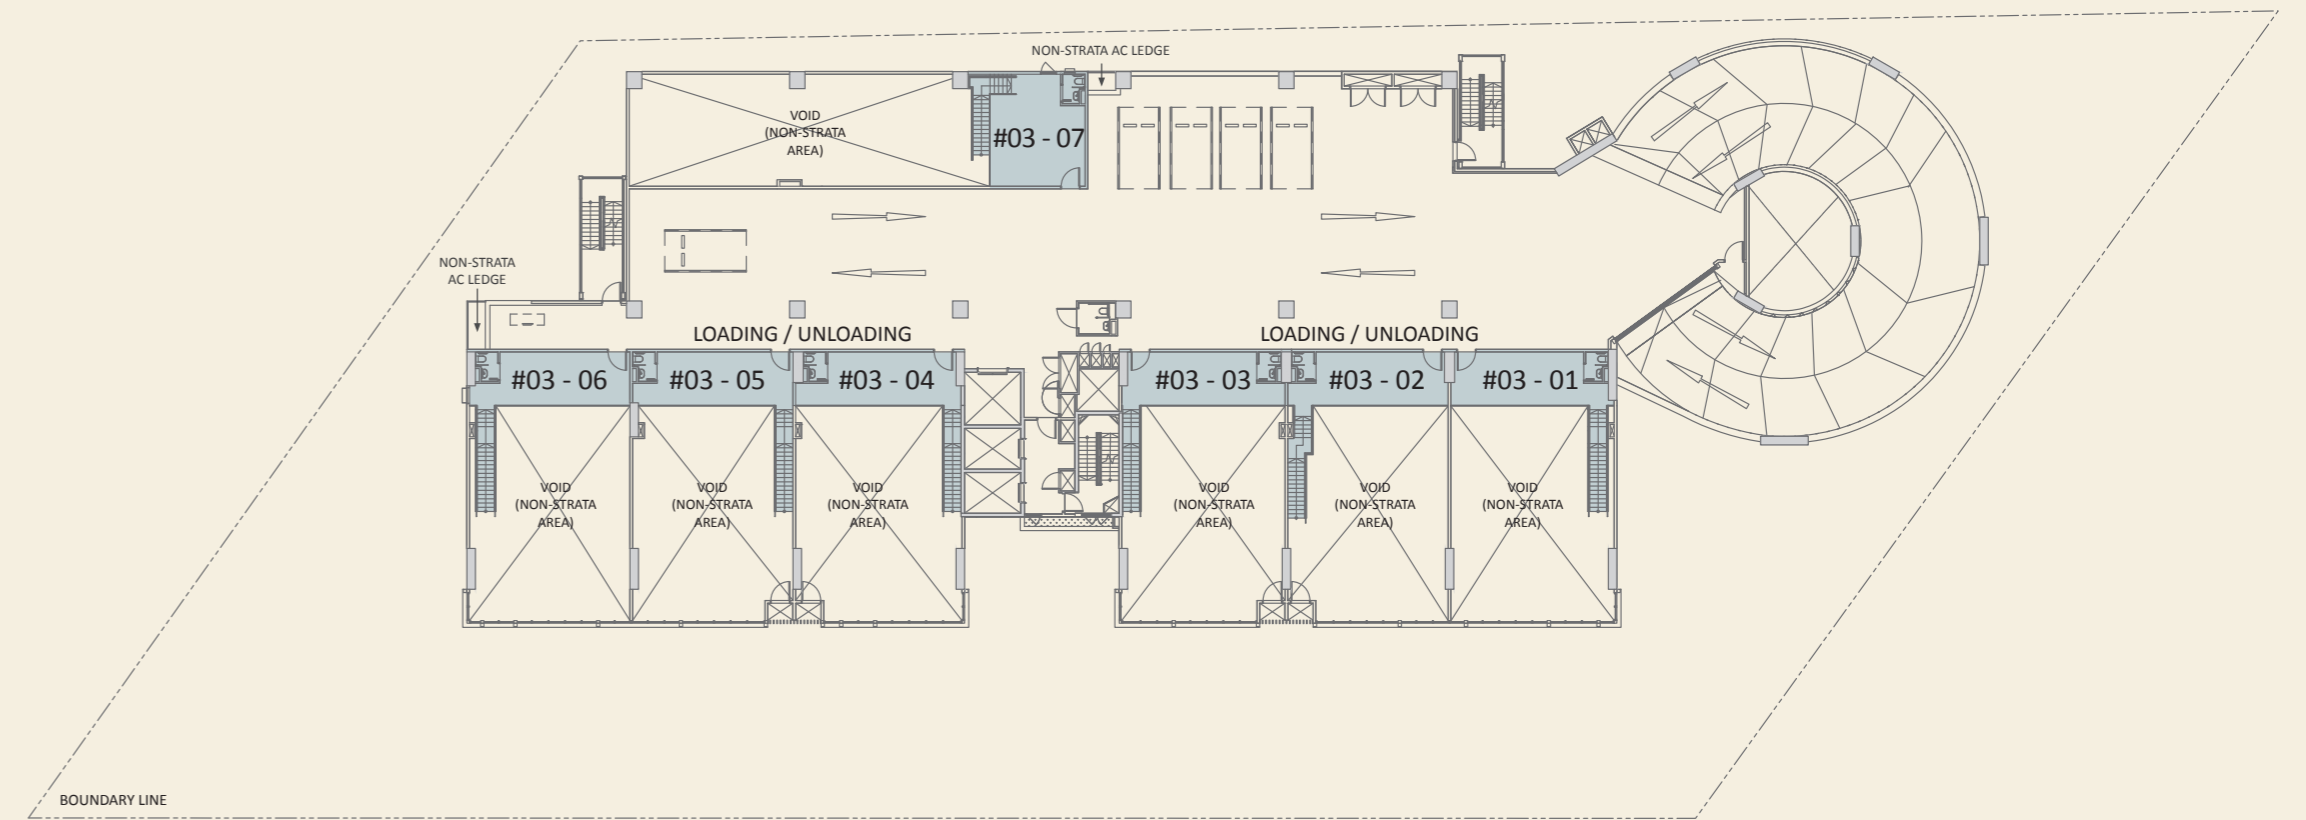 NON-STRATA AC LEDGE
VOID
(NON-STRATA
AREA)
#03 - 07
NON-STRATA
AC LEDGE
LOADING / UNLOADING
LOADING / UNLOADING
#03 - 06
#03 - 05
#03 - 04
#03 - 03
#03 - 02
#03 - 01
VOID
(NON-STRATA
AREA)
VOID
(NON-STRATA
AREA)
VOID
(NON-STRATA
AREA)
VOID
(NON-STRATA
AREA)
VOID
(NON-STRATA
AREA)
VOID
(NON-STRATA
AREA)
BOUNDARY LINE